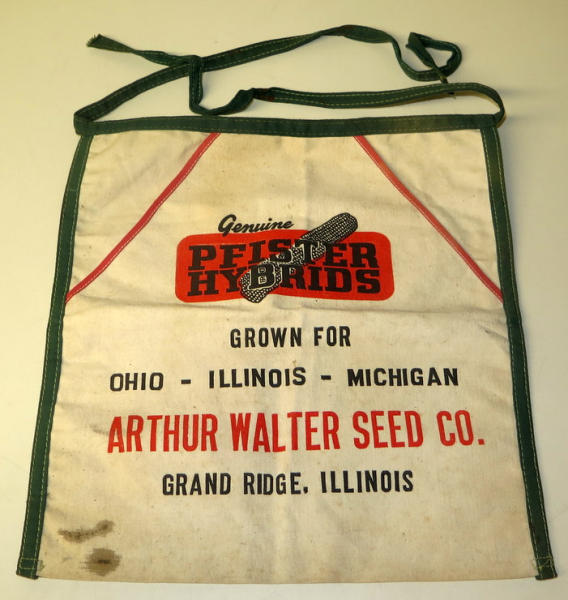 Genuine
PFISTER
HYBRIDS
GROWN FOR
OHIO - ILLINOIS - MICHIGAN
ARTHUR WALTER SEED CO.
GRAND RIDGE, ILLINOIS